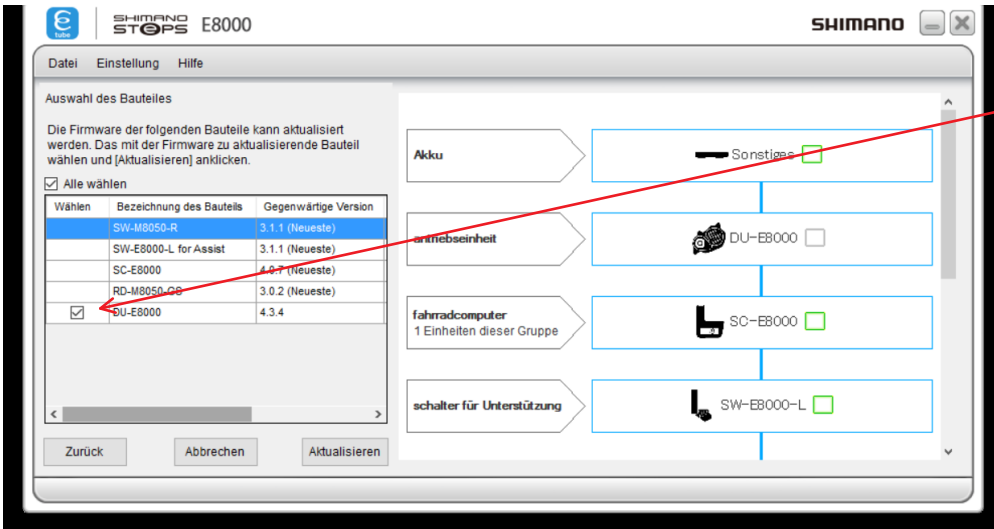 e
tube
SHIMANO
STEPS E8000
SHIMANO
Datei Einstellung Hilfe
Auswahl des Bauteiles
Die Firmware der folgenden Bauteile kann aktualisiert
werden. Das mit der Firmware zu aktualisierende Bauteil
wählen und [Aktualisieren] anklicken.
Alle wählen
Wählen Bezeichnung des Bauteils Gegenwärtige Version
SW-M8050-R 3.1.1 (Neueste)
SW-E8000-L for Assist 3.1.1 (Neueste)
SC-E8000 4.0.7 (Neueste)
RD-M8050-GS 3.0.2 (Neueste)
DU-E8000 4.3.4
Zurück Abbrechen Aktualisieren
Akku
Sonstiges
antriebseinheit
DU-E8000
fahrradcomputer
1 Einheiten dieser Gruppe
SC-E8000
schalter für Unterstützung
SW-E8000-L